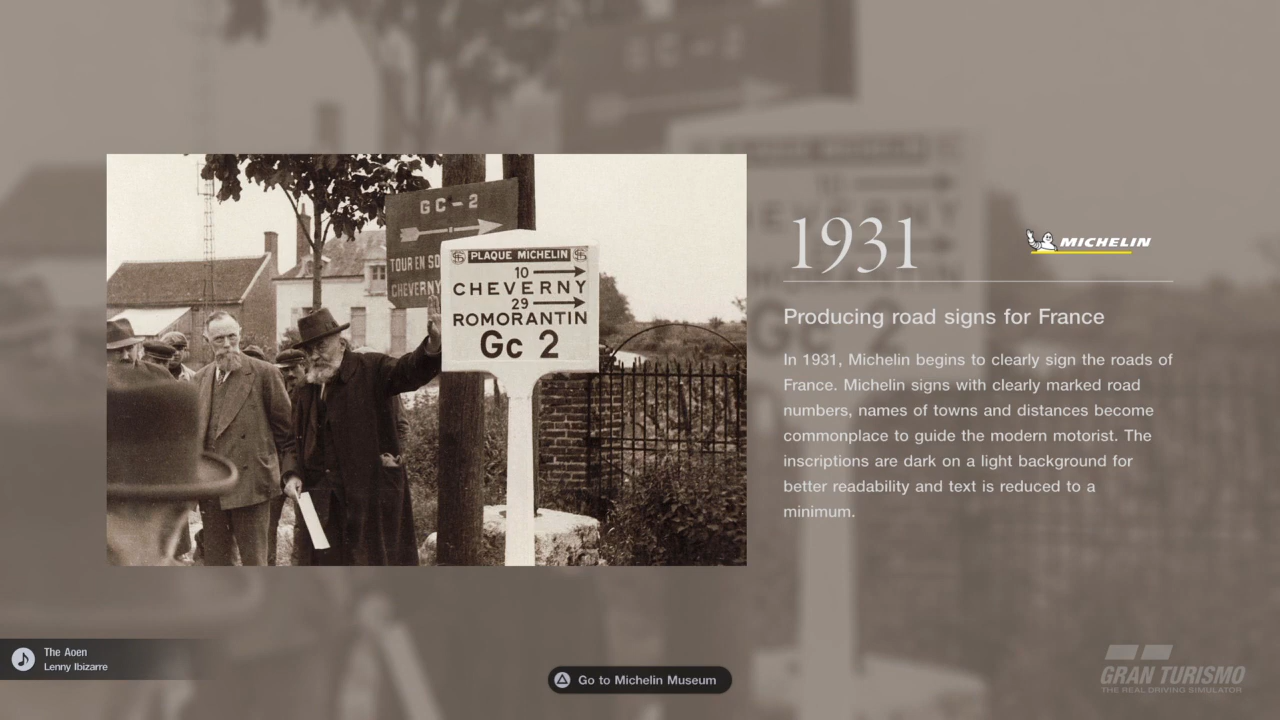 GC-2
TOUR EN SO
CHEVERNY
PLAQUE MICHELIN
10
CHEVERNY
29
ROMORANTIN
Gc 2
1931
MICHELIN
Producing road signs for France
In 1931, Michelin begins to clearly sign the roads of
France. Michelin signs with clearly marked road
numbers, names of towns and distances become
commonplace to guide the modern motorist. The
inscriptions are dark on a light background for
better readability and text is reduced to a
minimum.
The Aoen
Lenny Ibizarre
Go to Michelin Museum
GRAN TURISMO
THE REAL DRIVING SIMULATOR